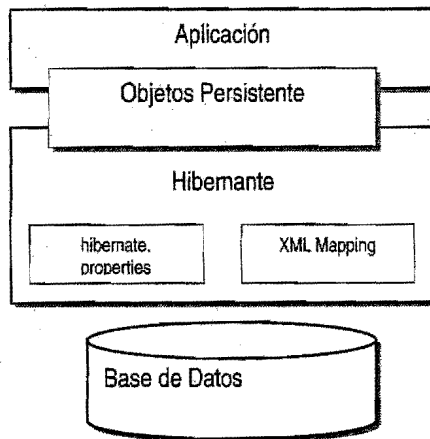 Aplicación
Objetos Persistente
Hibernante
hibernate.
properties
XML Mapping
Base de Datos